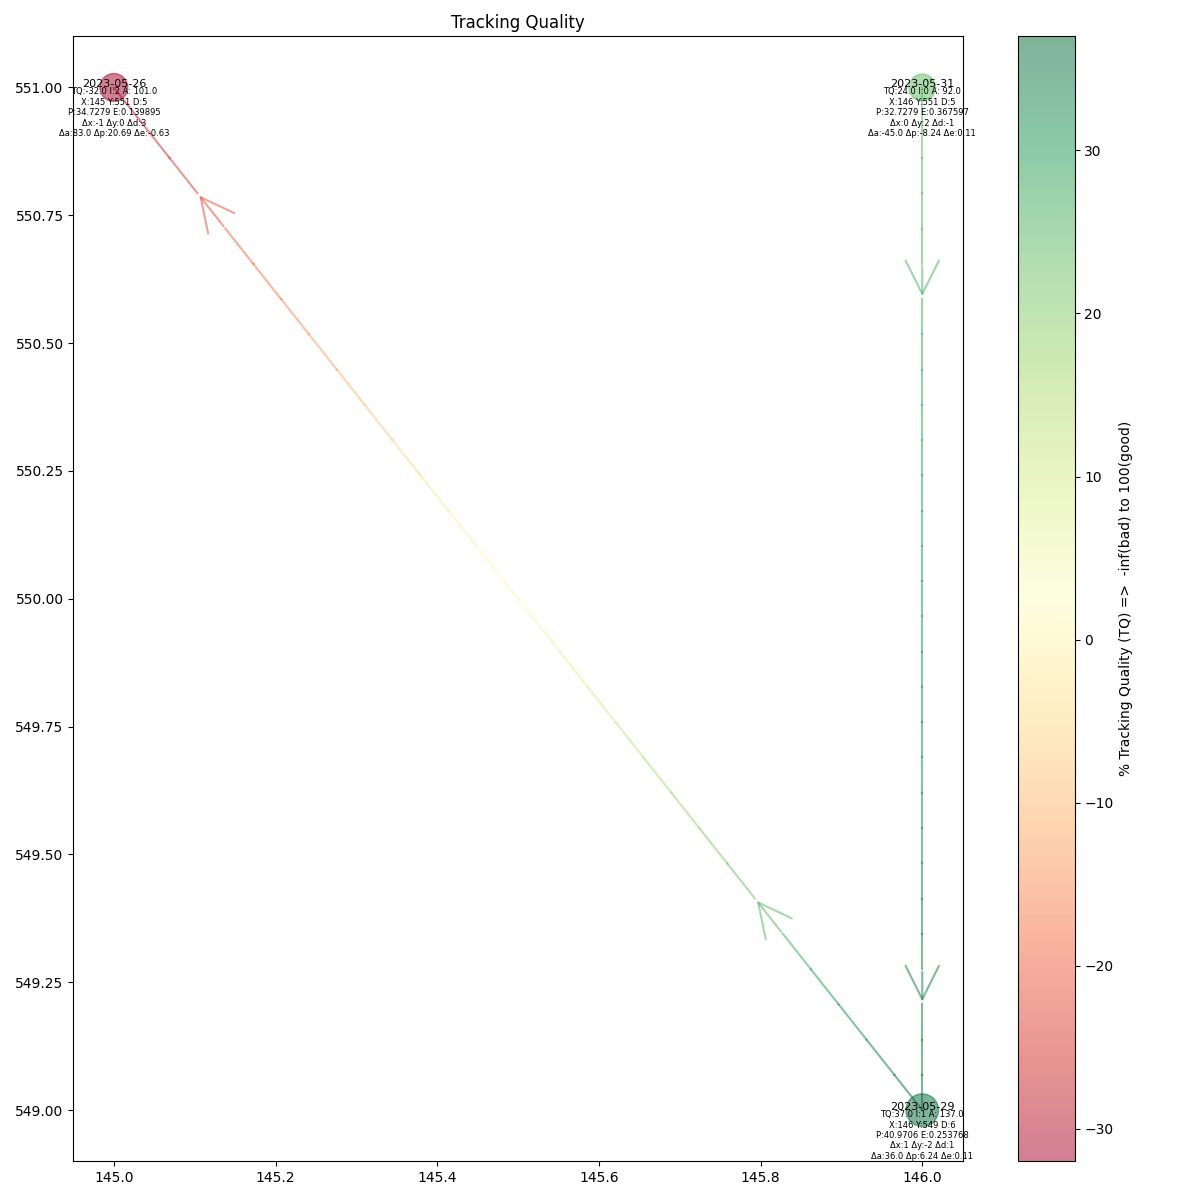 Tracking Quality
2023-05-26
TQ:-32.0 I:2 A: 101.0
X:145 Y:551 D:5
P:34.7279 E:0.139895
Δx:-1 Δy:0 Δd:3
Δa:83.0 Δp:20.69 Δe:-0.63
2023-05-31
TQ:24.0 I:0 A: 92.0
X:146 Y:551 D:5
P:32.7279 E:0.367597
Δx:0 Δy:2 Δd:-1
Δa:-45.0 Δp:-8.24 Δe:0.11
2023-05-29
TQ:37.0 I:1 A: 137.0
X:146 Y:549 D:6
P:40.9706 E:0.253768
Δx:1 Δy:-2 Δd:1
Δa:36.0 Δp:6.24 Δe:0.11
551.00
550.75
550.50
550.25
550.00
549.75
549.50
549.25
549.00
145.0 145.2 145.4 145.6 145.8 146.0
30
20
10
0
−10
−20
−30
% Tracking Quality (TQ) => -inf(bad) to 100(good)